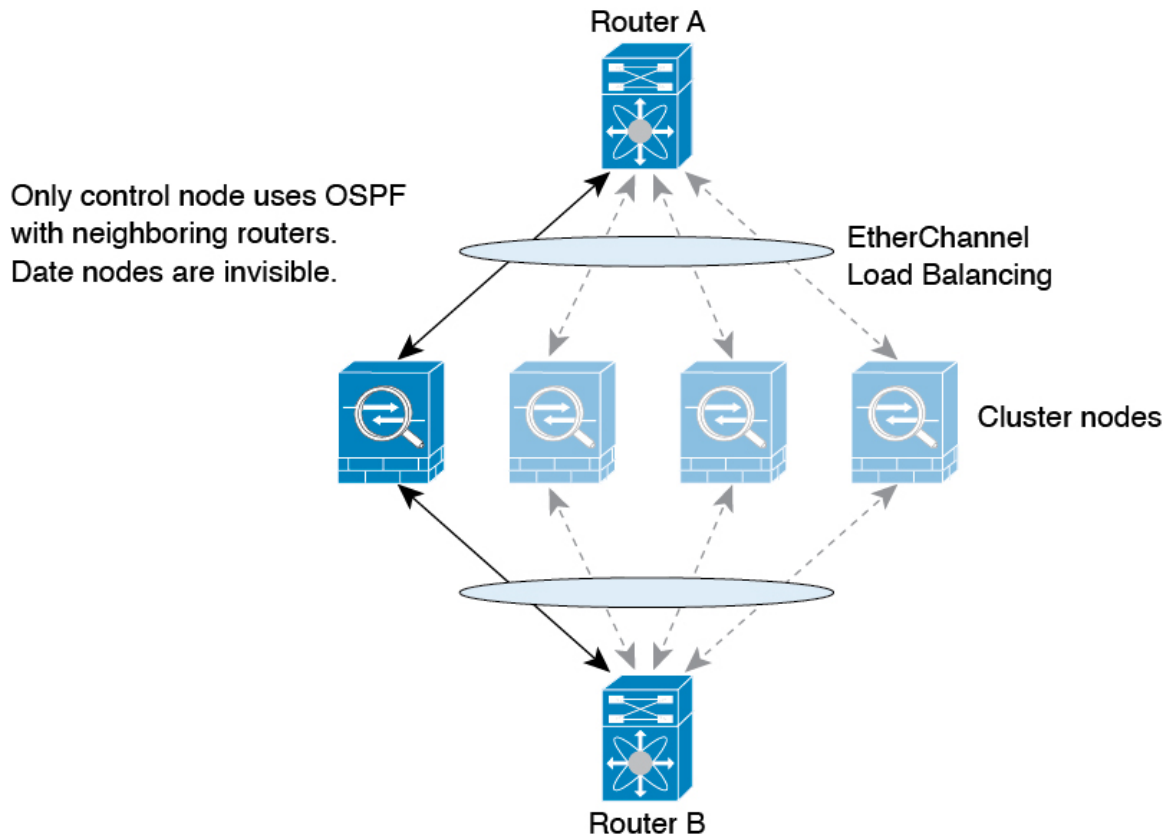 Router A
Only control node uses OSPF
with neighboring routers.
Date nodes are invisible.
EtherChannel
Load Balancing
Cluster nodes
Router B